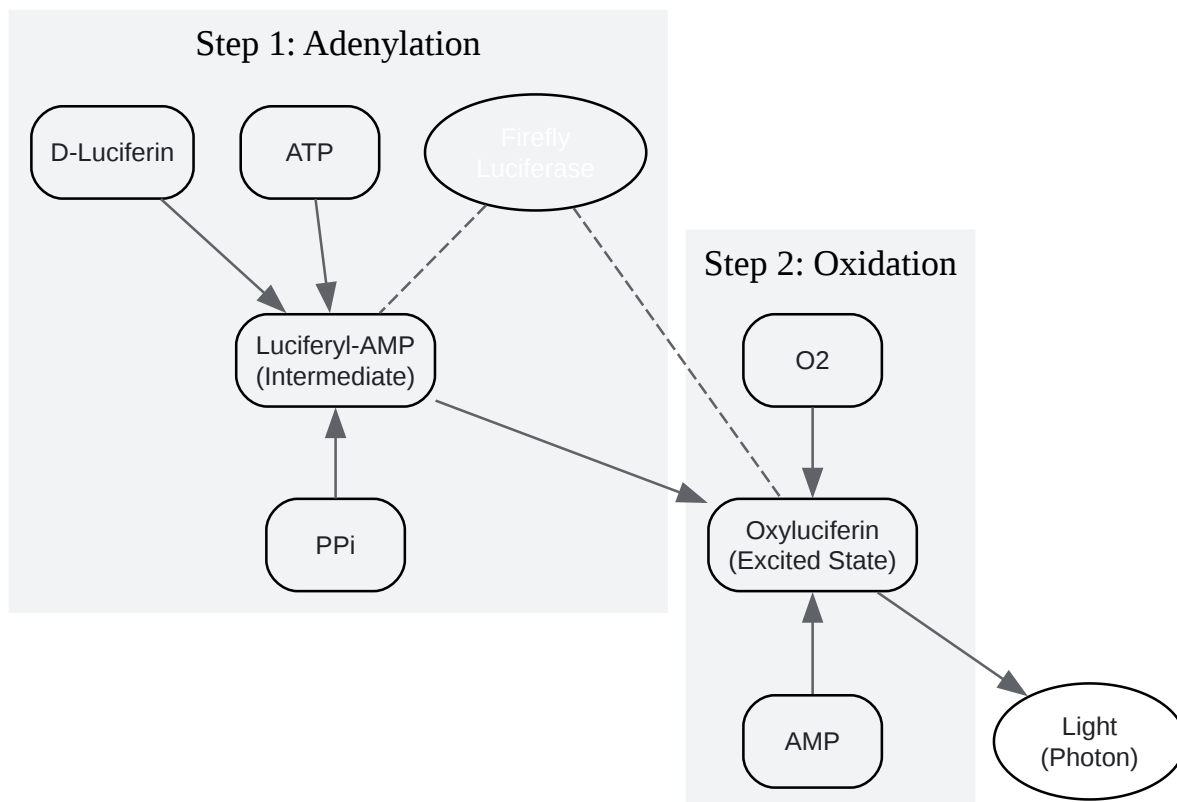 Step 1: Adenylation
D-Luciferin
ATP
Firefly
Luciferase
Luciferyl-AMP
(Intermediate)
PPi
Step 2: Oxidation
O2
Oxyluciferin
(Excited State)
AMP
Light
(Photon)